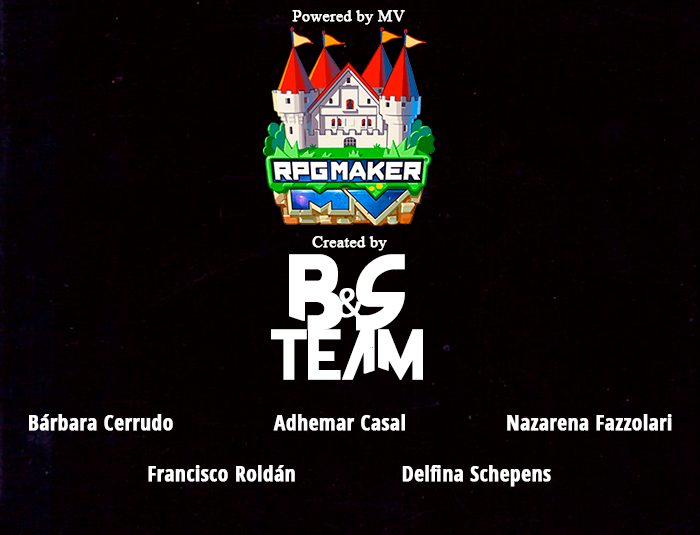 Powered by MV
RPG MAKER
MV
Created by
B&S
TEAM
Bárbara Cerrudo Adhemar Casal Nazarena Fazzolari
Francisco Roldán Delfina Schepens